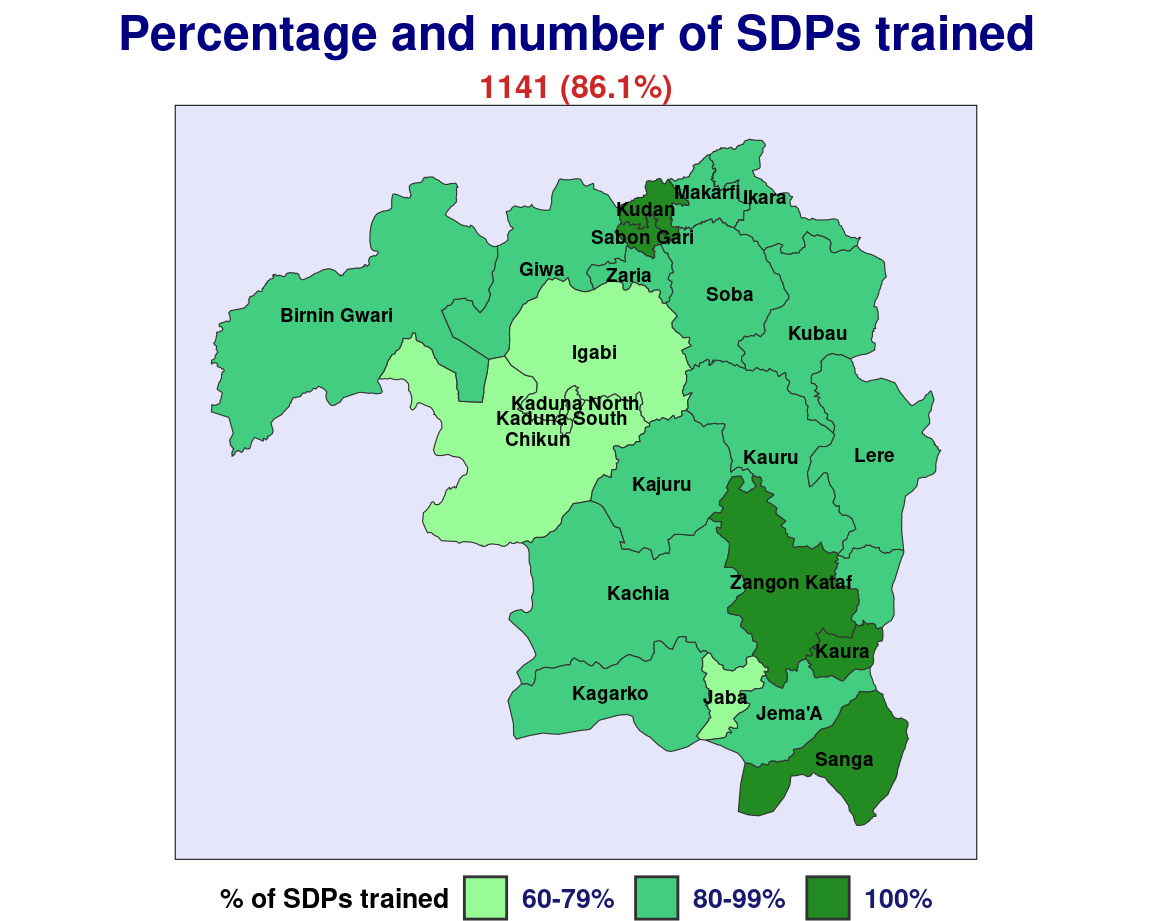 Percentage and number of SDPs trained
1141 (86.1%)
Makarfi
Ikara
Kudan
Sabon Gari
Giwa
Zaria
Soba
Birnin Gwari
Kubau
Igabi
Kaduna North
Kaduna South
Chikun
Kauru
Lere
Kajuru
Zangon Kataf
Kachia
Kaura
Kagarko
Jaba
Jema'A
Sanga
% of SDPs trained 60-79% 80-99% 100%